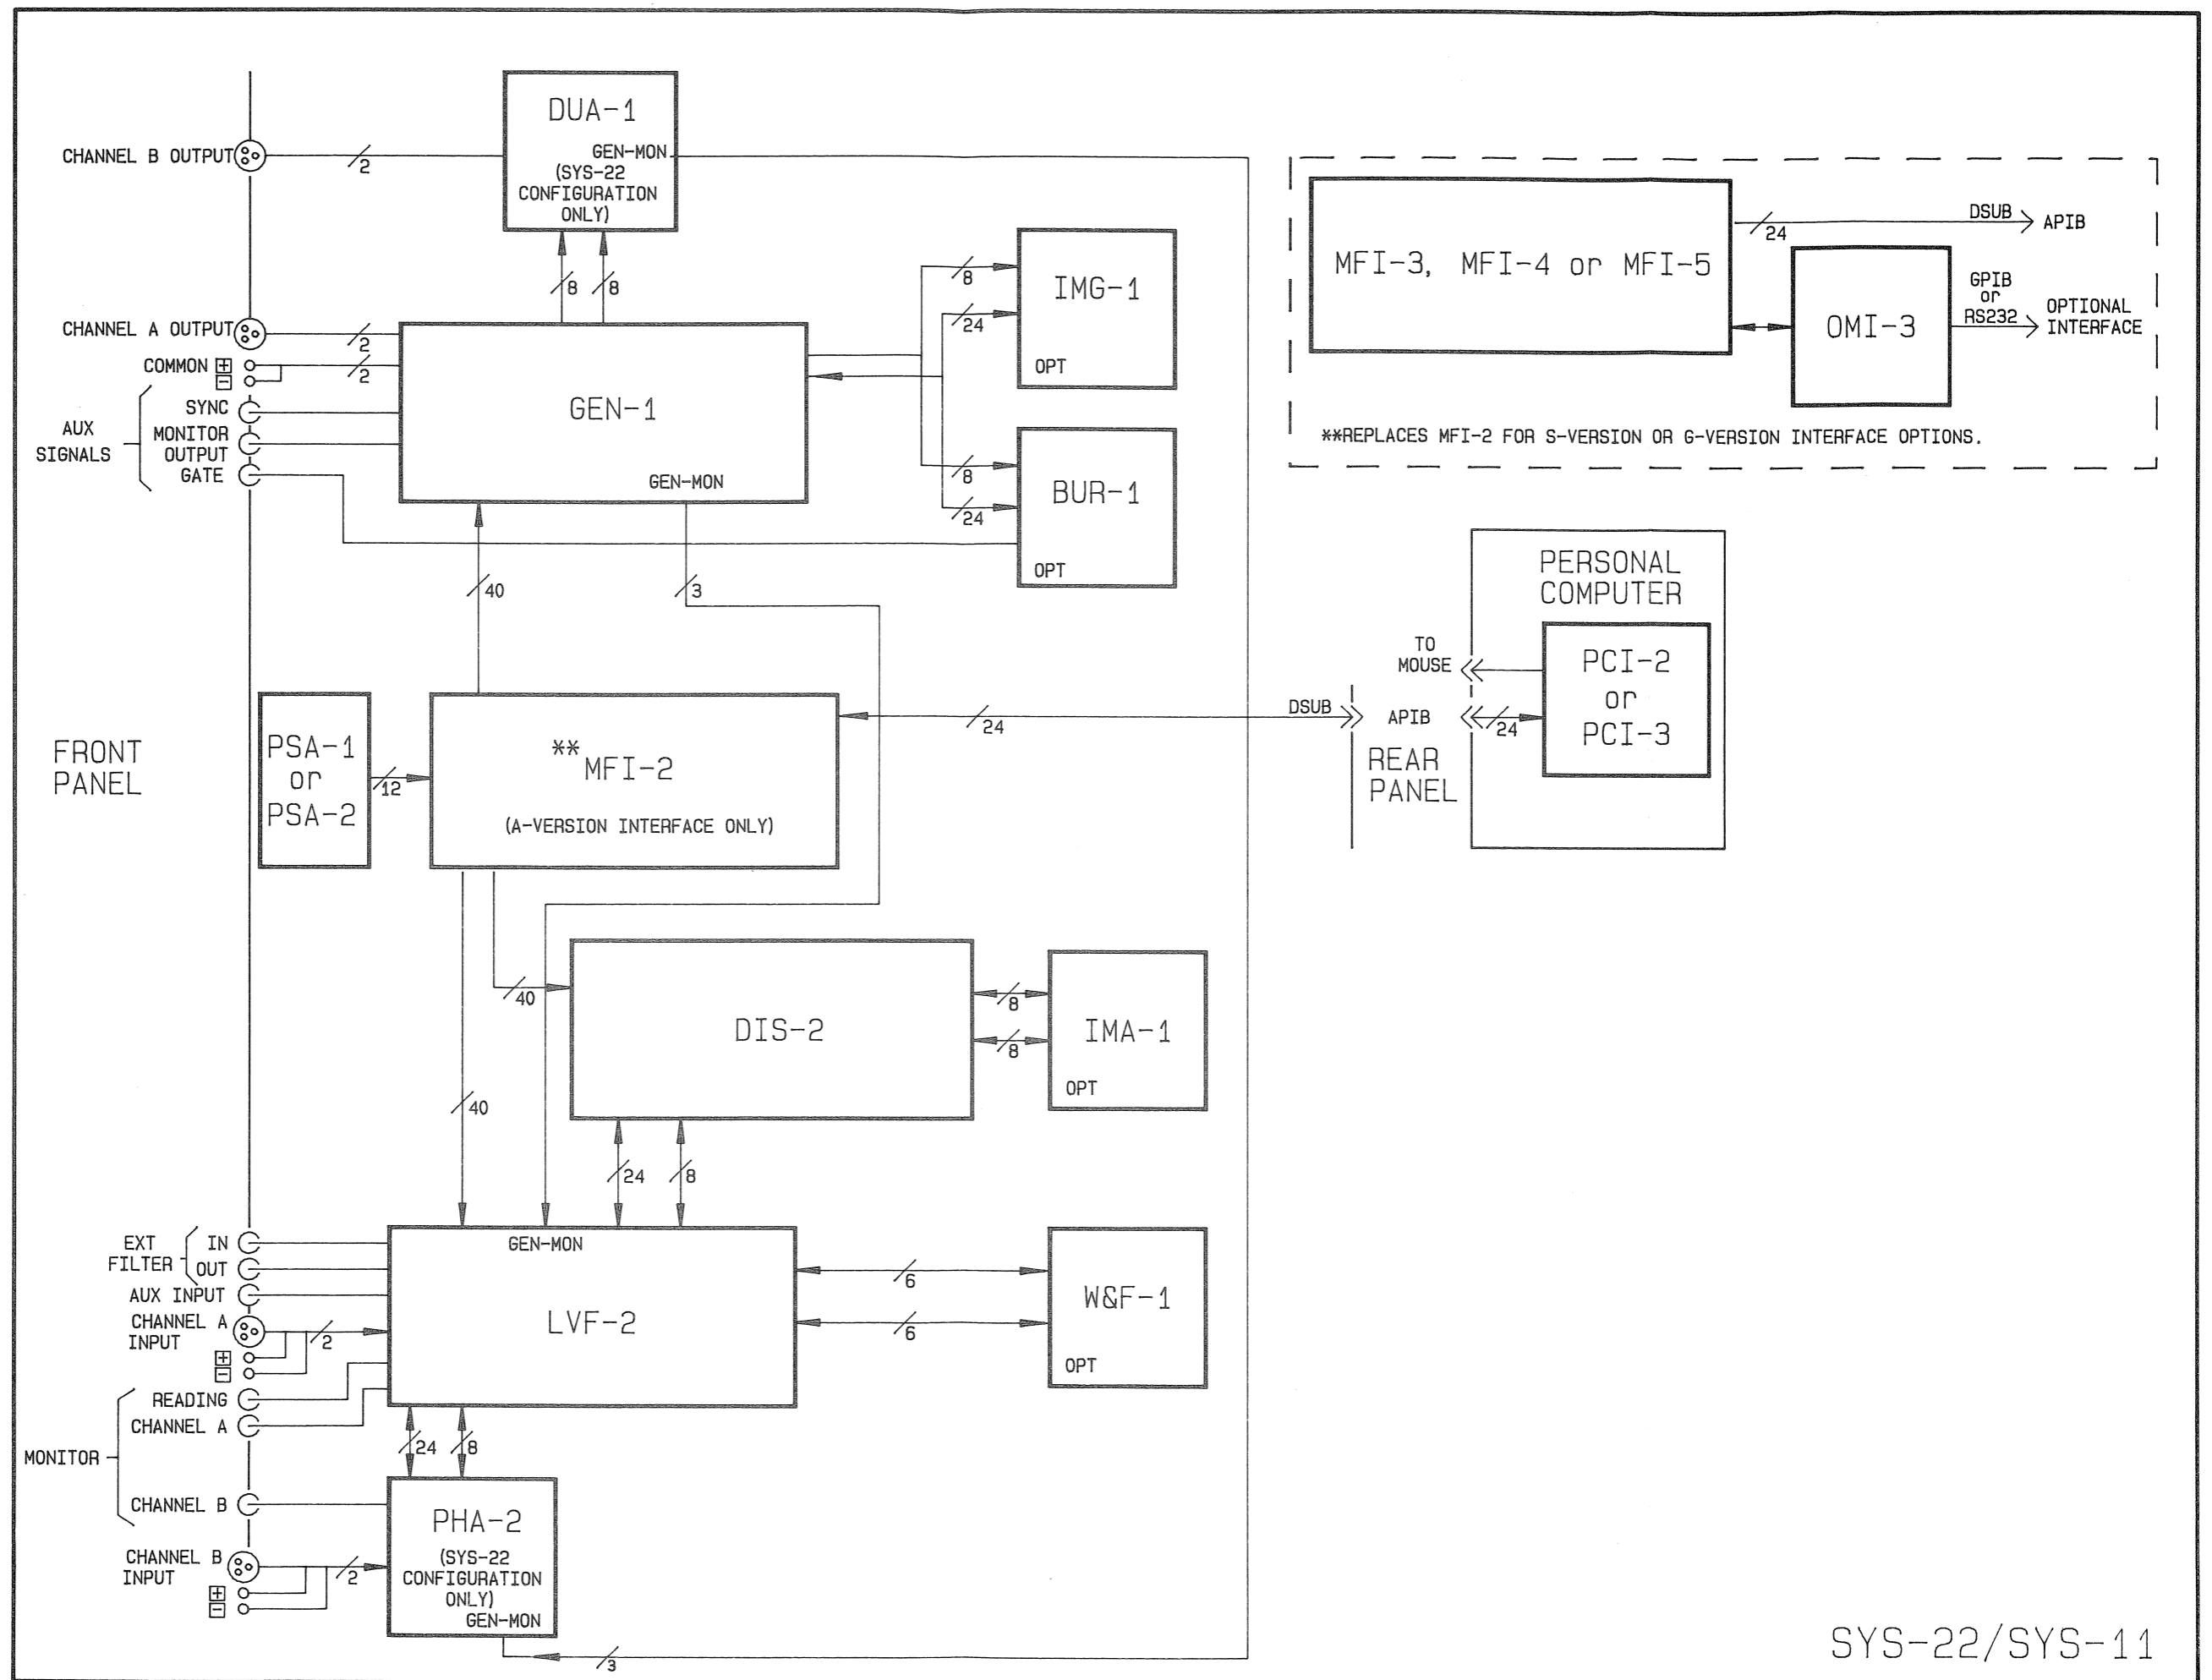 DUA-1
GEN-MON
(SYS-22
CONFIGURATION
ONLY)
CHANNEL B OUTPUT
2
8
8
CHANNEL A OUTPUT
2
COMMON +
-
2
AUX
SIGNALS
SYNC
MONITOR
OUTPUT
GATE
GEN-1
GEN-MON
8
24
IMG-1
OPT
8
24
BUR-1
OPT
40
3
MFI-3, MFI-4 or MFI-5
24
DSUB
APIB
OMI-3
GPIB
or
RS232
OPTIONAL
INTERFACE
**REPLACES MFI-2 FOR S-VERSION OR G-VERSION INTERFACE OPTIONS.
PERSONAL
COMPUTER
TO
MOUSE
PCI-2
or
PCI-3
24
DSUB
APIB
24
REAR
PANEL
FRONT
PANEL
PSA-1
or
PSA-2
12
**MFI-2
(A-VERSION INTERFACE ONLY)
40
DIS-2
8
8
IMA-1
OPT
40
24
8
EXT
FILTER
IN
OUT
AUX INPUT
CHANNEL A
INPUT
2
+
-
GEN-MON
LVF-2
6
6
W&F-1
OPT
MONITOR
READING
CHANNEL A
CHANNEL B
24
8
CHANNEL B
INPUT
2
+
-
PHA-2
(SYS-22
CONFIGURATION
ONLY)
GEN-MON
3
SYS-22/SYS-11